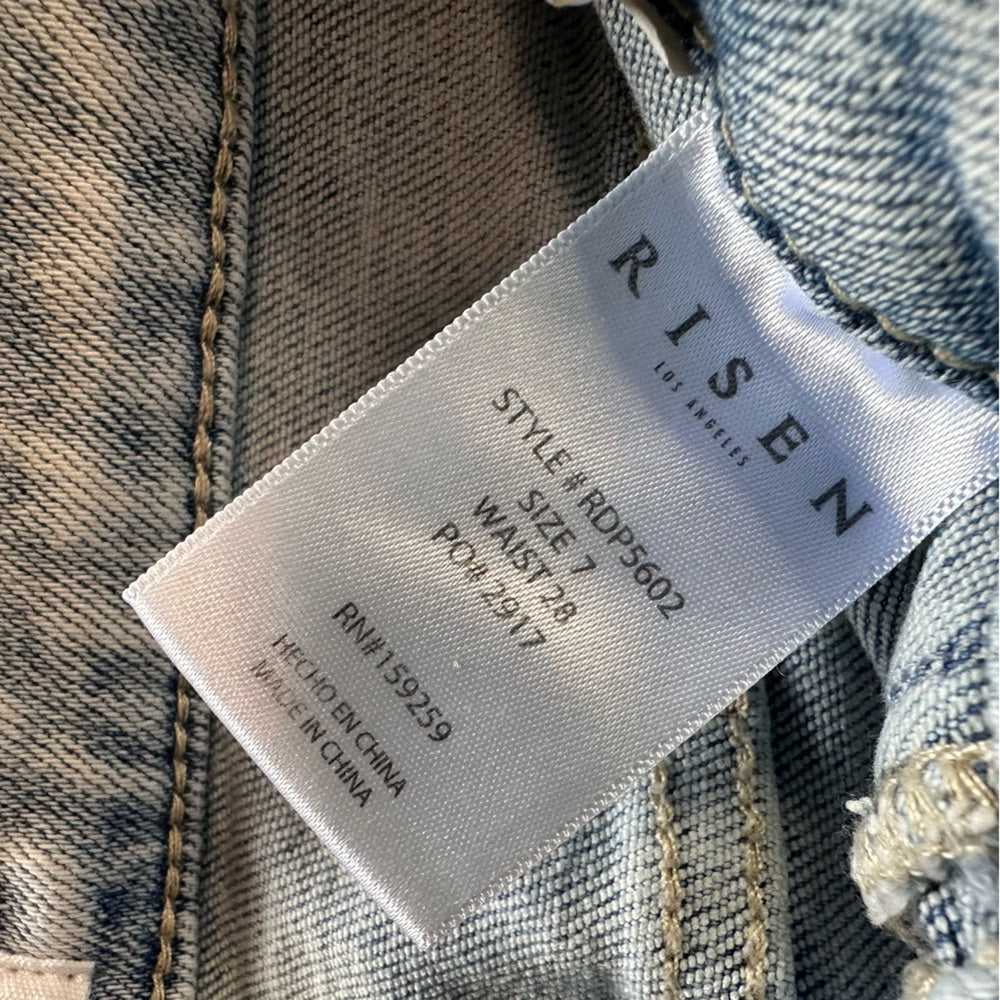 RISEN
LOS ANGELES
STYLE # RDP5602
SIZE 7
WAIST 28
PO# 2917
RN#159259
HECHO EN CHINA
MADE IN CHINA